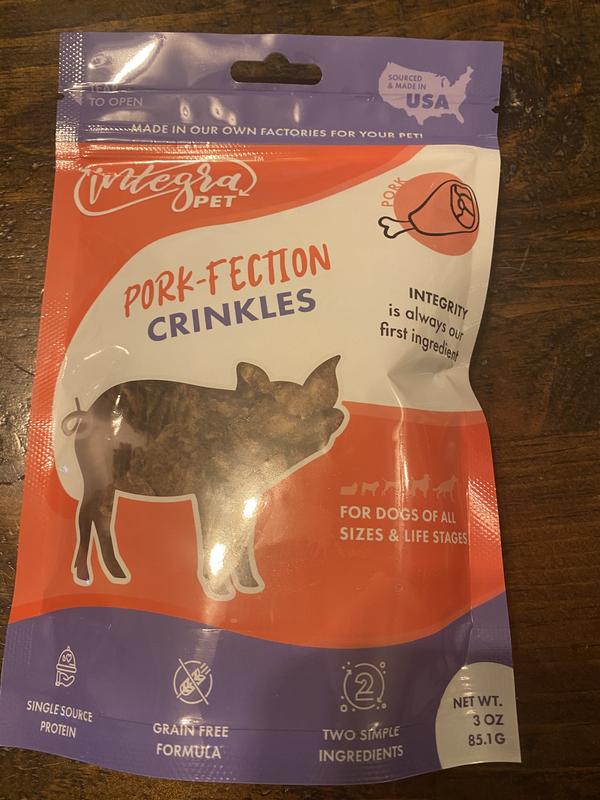 TO OPEN
SOURCED
& MADE IN
USA
MADE IN OUR OWN FACTORIES FOR YOUR PET!
integra™
PET
PORK
PORK-FECTION
CRINKLES
INTEGRITY
is always our
first ingredient
FOR DOGS OF ALL
SIZES & LIFE STAGES
SINGLE SOURCE
PROTEIN
GRAIN FREE
FORMULA
2
TWO SIMPLE
INGREDIENTS
NET WT.
3 OZ
85.1G